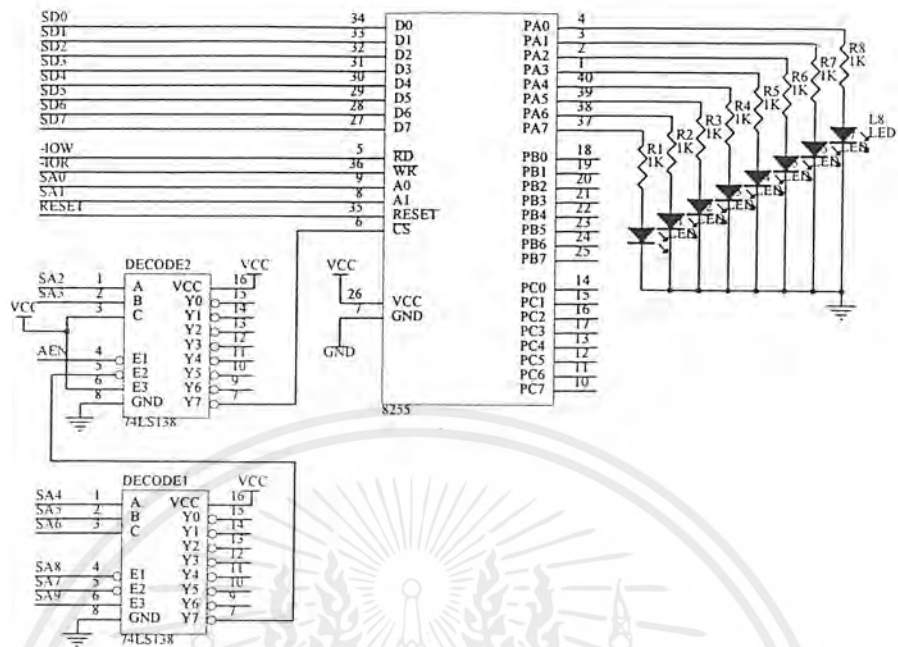 SD0 34 D0 PA0 4
SD1 33 D1 PA1 3
SD2 32 D2 PA2 2
SD3 31 D3 PA3 1
SD4 30 D4 PA4 40
SD5 29 D5 PA5 39
SD6 28 D6 PA6 38
SD7 27 D7 PA7 37
R1 1K
R2 1K
R3 1K
R4 1K
R5 1K
R6 1K
R7 1K
R8 1K
L8 LED
-IOW 5 RD PB0 18
-IOR 36 WR PB1 19
SA0 9 A0 PB2 20
SA1 8 A1 PB3 21
RESET 35 RESET PB4 22
6 CS PB5 23
PB6 24
PB7 25
PC0 14
VCC 26 VCC PC1 15
7 GND PC2 16
PC3 17
GND PC4 13
PC5 12
PC6 11
PC7 10
8255
DECODE2
VCC
SA2 1 A VCC 16
SA3 2 B Y0 15
VCC 3 C Y1 14
Y2 13
Y3 12
AEN 4 E1 Y4 11
5 E2 Y5 10
6 E3 Y6 9
8 GND Y7 7
74LS138
DECODE1
VCC
SA4 1 A VCC 16
SA5 2 B Y0 15
SA6 3 C Y1 14
Y2 13
Y3 12
SA8 4 E1 Y4 11
SA7 5 E2 Y5 10
SA9 6 E3 Y6 9
8 GND Y7 7
74LS138